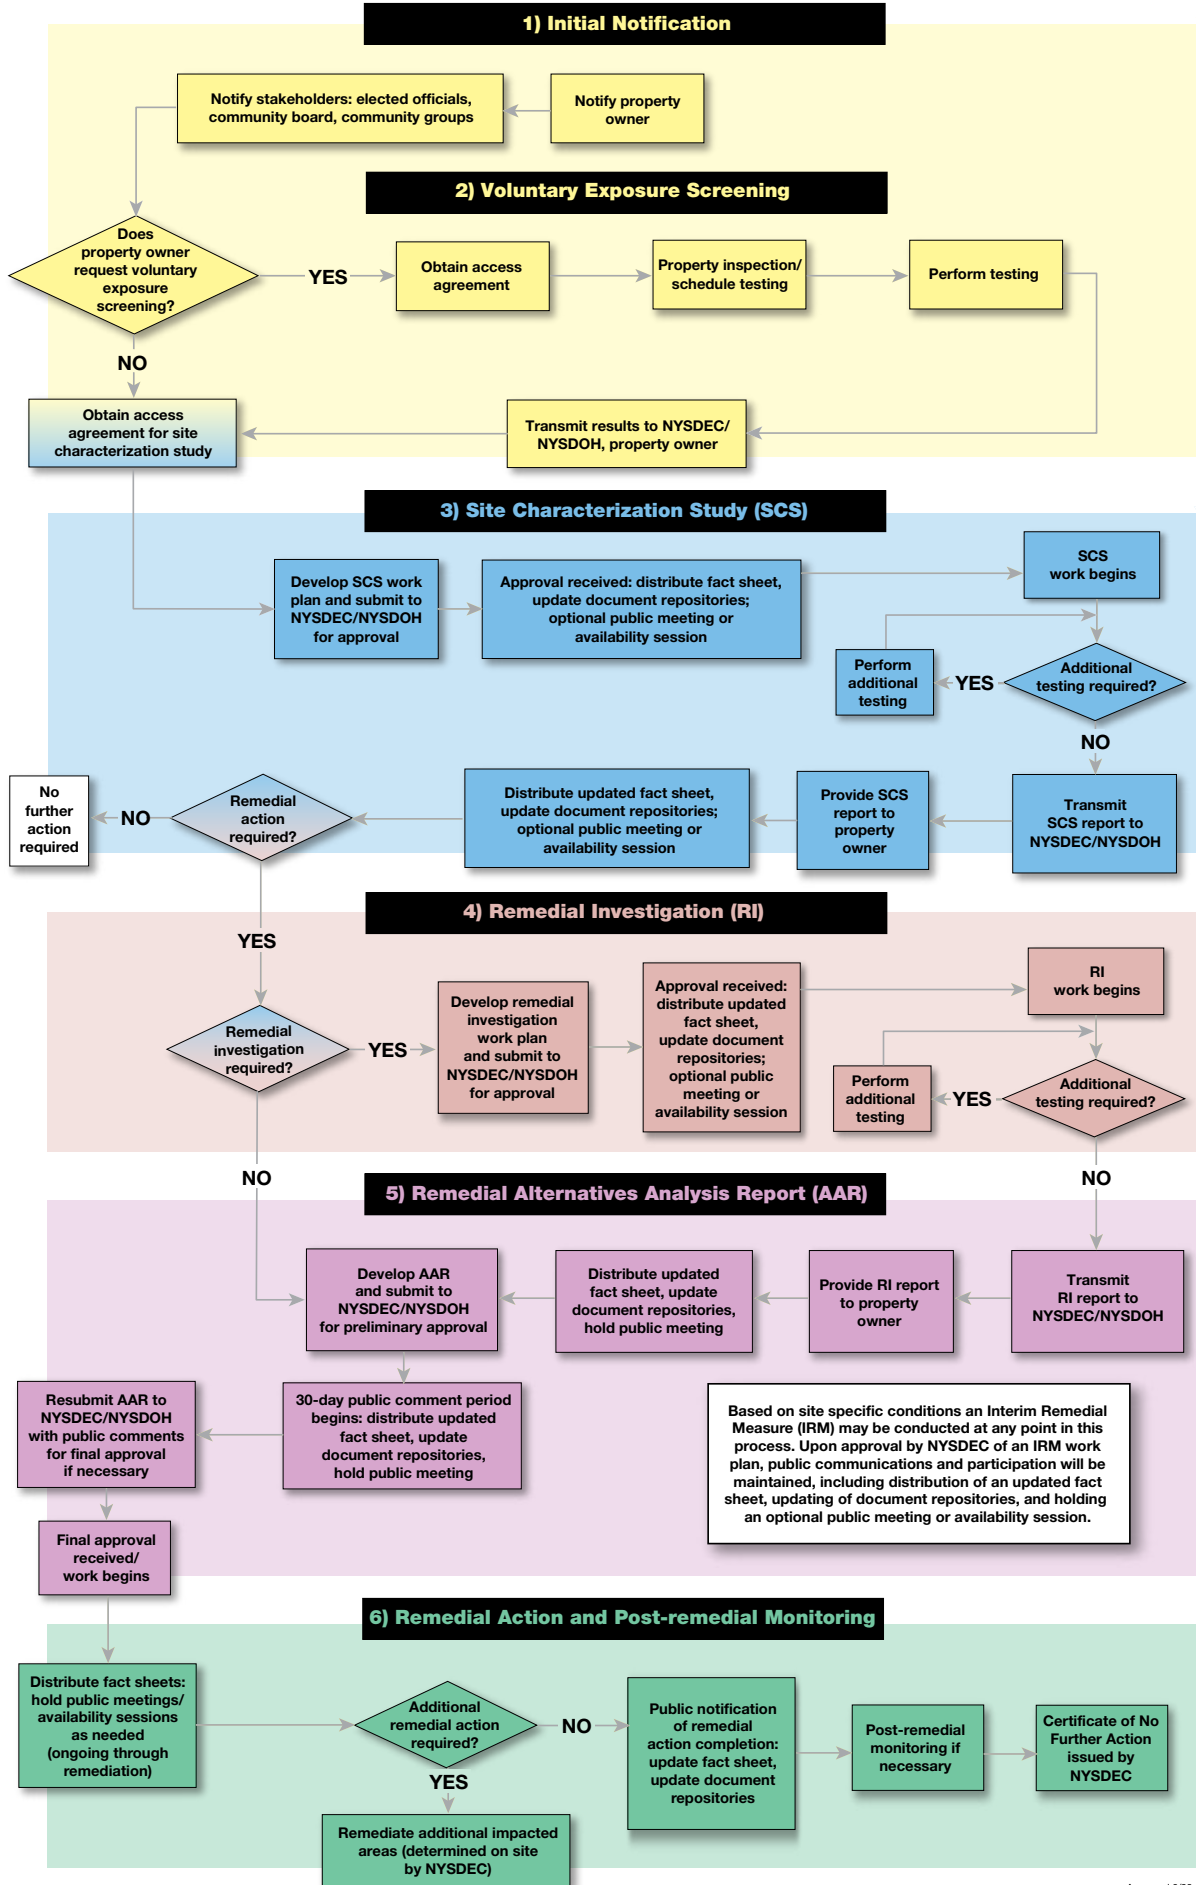 1) Initial Notification
Notify stakeholders: elected officials,
community board, community groups
Notify property
owner
2) Voluntary Exposure Screening
Does
property owner
request voluntary
exposure
screening?
YES
Obtain access
agreement
Property inspection/
schedule testing
Perform testing
NO
Obtain access
agreement for site
characterization study
Transmit results to NYSDEC/
NYSDOH, property owner
3) Site Characterization Study (SCS)
Develop SCS work
plan and submit to
NYSDEC/NYSDOH
for approval
Approval received: distribute fact sheet,
update document repositories;
optional public meeting or
availability session
SCS
work begins
Perform
additional
testing
YES
Additional
testing required?
NO
No
further
action
required
NO
Remedial
action
required?
Distribute updated fact sheet,
update document repositories;
optional public meeting or
availability session
Provide SCS
report to
property
owner
Transmit
SCS report to
NYSDEC/NYSDOH
4) Remedial Investigation (RI)
YES
Remedial
investigation
required?
YES
Develop remedial
investigation
work plan
and submit to
NYSDEC/NYSDOH
for approval
Approval received:
distribute updated
fact sheet,
update document
repositories;
optional public
meeting or
availability session
RI
work begins
Perform
additional
testing
YES
Additional
testing required?
NO
NO
5) Remedial Alternatives Analysis Report (AAR)
Develop AAR
and submit to
NYSDEC/NYSDOH
for preliminary approval
Distribute updated
fact sheet, update
document repositories,
hold public meeting
Provide RI report
to property
owner
Transmit
RI report to
NYSDEC/NYSDOH
Resubmit AAR to
NYSDEC/NYSDOH
with public comments
for final approval
if necessary
30-day public comment period
begins: distribute updated
fact sheet, update
document repositories,
hold public meeting
Based on site specific conditions an Interim Remedial
Measure (IRM) may be conducted at any point in this
process. Upon approval by NYSDEC of an IRM work
plan, public communications and participation will be
maintained, including distribution of an updated fact
sheet, updating of document repositories, and holding
an optional public meeting or availability session.
Final approval
received/
work begins
6) Remedial Action and Post-remedial Monitoring
Distribute fact sheets:
hold public meetings/
availability sessions
as needed
(ongoing through
remediation)
Additional
remedial action
required?
NO
Public notification
of remedial
action completion:
update fact sheet,
update document
repositories
Post-remedial
monitoring if
necessary
Certificate of No
Further Action
issued by
NYSDEC
YES
Remediate additional impacted
areas (determined on site
by NYSDEC)